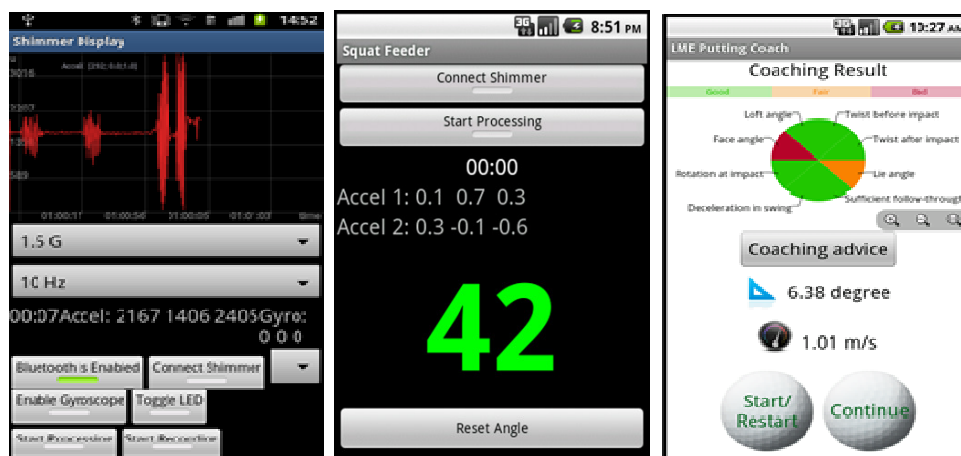 14:52
Shimmer Display
1.5 G
10 Hz
00:07Accel: 2167 1406 2405Gyro:
0 0 0
Bluetooth is Enabled
Connect Shimmer
Enable Gyroscope
Toggle LED
Start Processing
Start Recording
3G
8:51 PM
Squat Feeder
Connect Shimmer
Start Processing
00:00
Accel 1: 0.1 0.7 0.3
Accel 2: 0.3 -0.1 -0.6
42
Reset Angle
3G
10:27 AM
LME Putting Coach
Coaching Result
Good
Fair
Bad
Loft angle
Twist before impact
Face angle
Twist after impact
Rotation at impact
Lie angle
Deceleration in swing
Sufficient follow-through
Coaching advice
6.38 degree
1.01 m/s
Start/
Restart
Continue